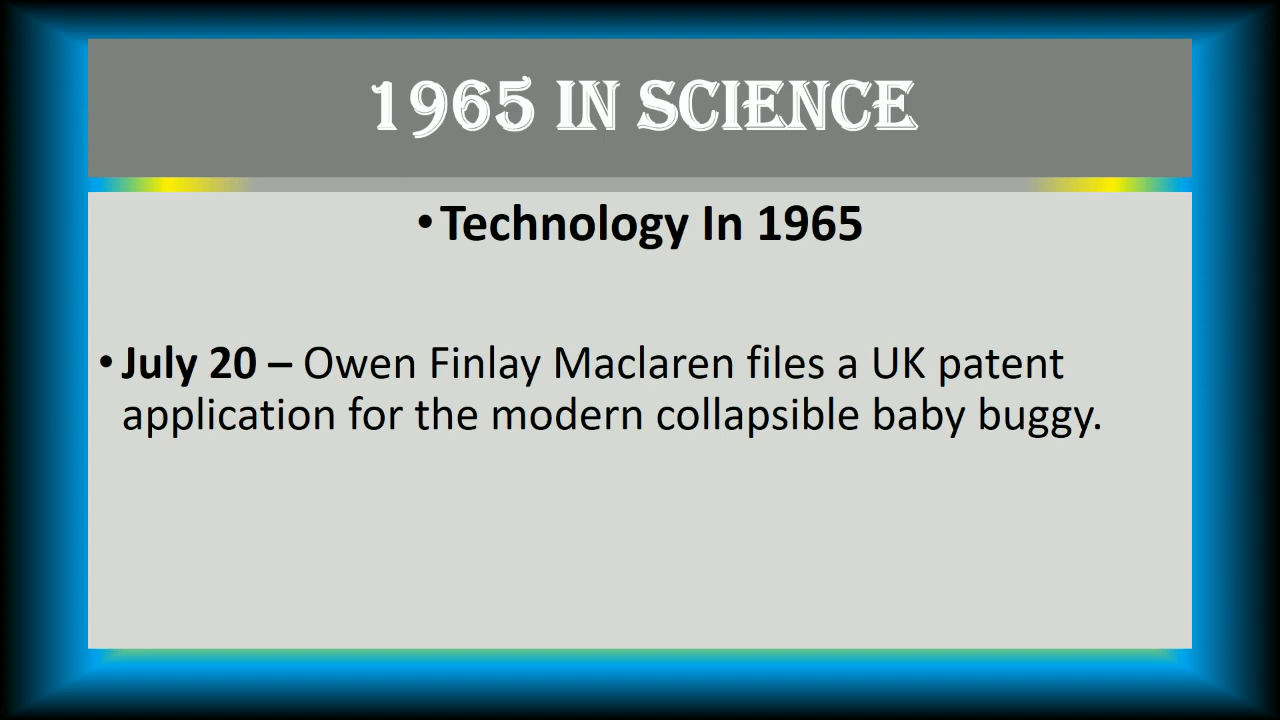 1965 IN SCIENCE
•Technology In 1965
•July 20 – Owen Finlay Maclaren files a UK patent
application for the modern collapsible baby buggy.